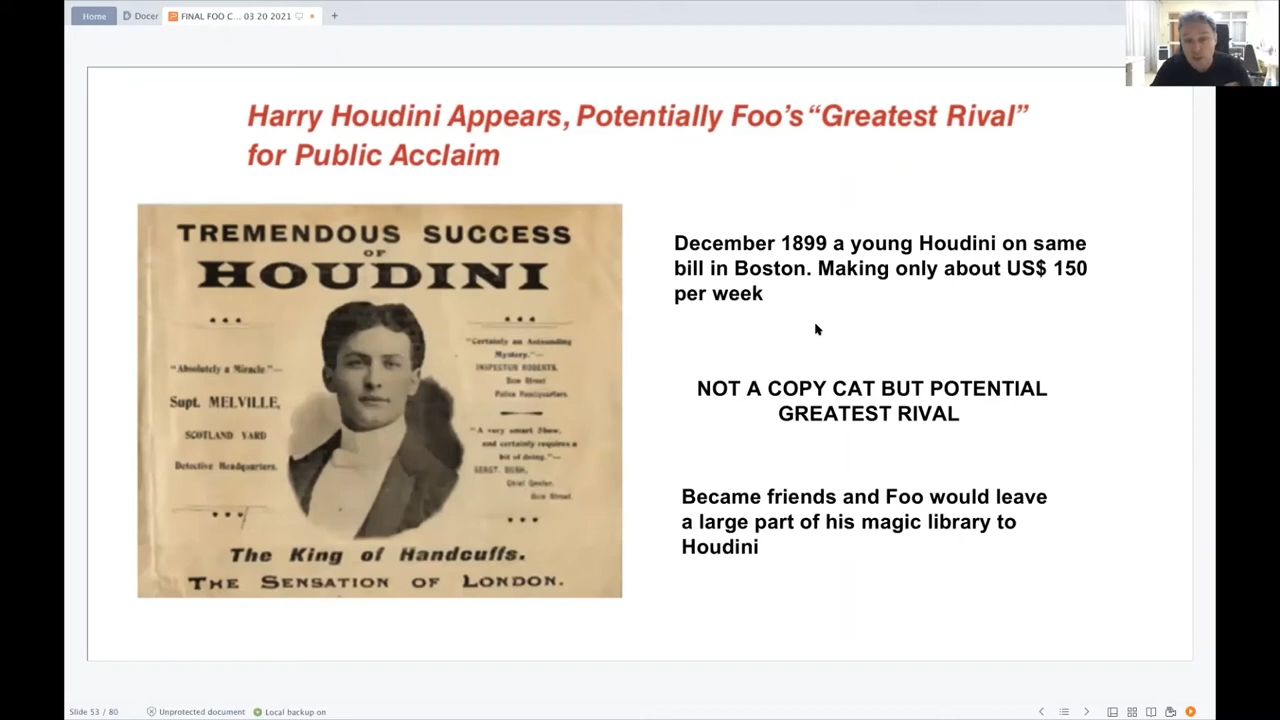 Home
Docer
FINAL FOO C... 03 20 2021
Harry Houdini Appears, Potentially Foo's “Greatest Rival”
for Public Acclaim
TREMENDOUS SUCCESS
OF
HOUDINI
"Absolutely a Miracle."—
Supt. MELVILLE,
SCOTLAND YARD
Detective Headquarters.
"Certainly an Astounding
Mystery."—
INSPECTOR ROBERTS,
Bow Street
Police Headquarters.
"A very smart Show,
and certainly requires a
bit of doing."—
SERGT. BUSH,
Chief
Bow Street.
The King of Handcuffs.
THE SENSATION OF LONDON.
December 1899 a young Houdini on same
bill in Boston. Making only about US$ 150
per week
NOT A COPY CAT BUT POTENTIAL
GREATEST RIVAL
Became friends and Foo would leave
a large part of his magic library to
Houdini
Slide 53 / 80
Unprotected document
Local backup on